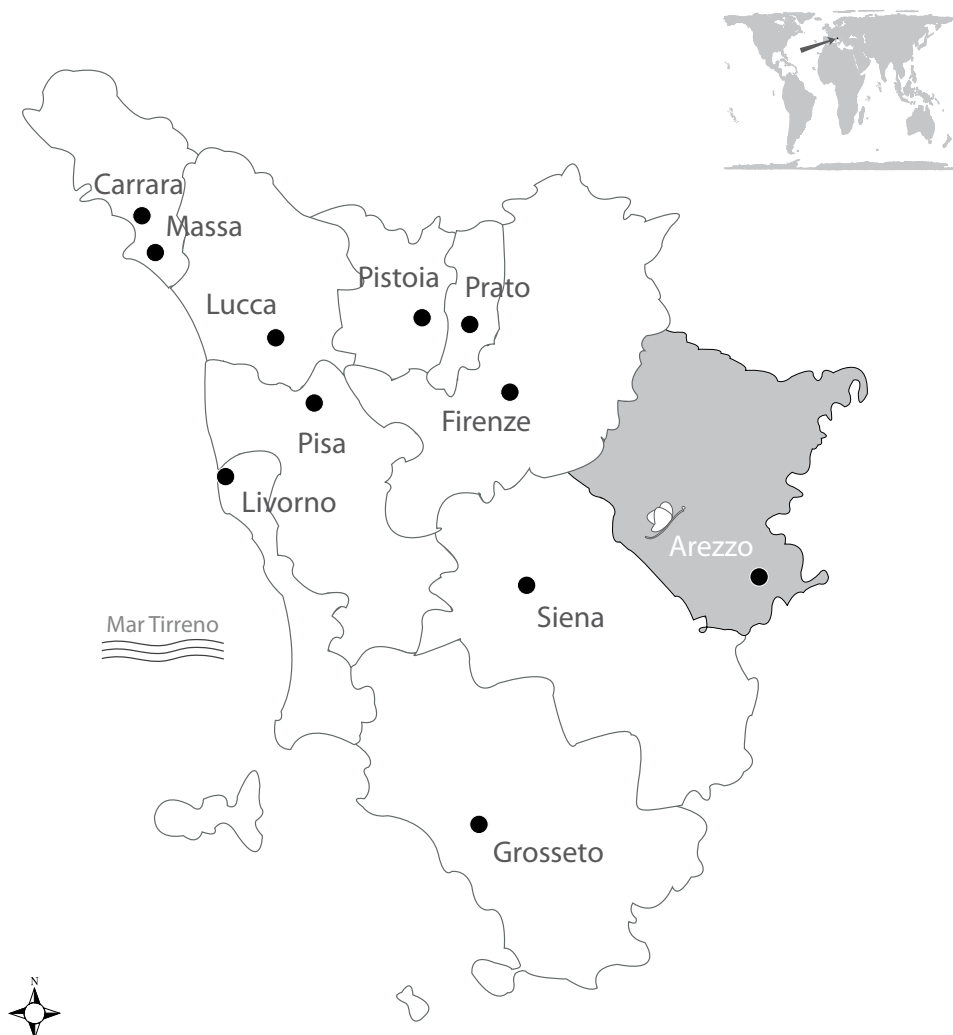 Carrara
Massa
Lucca
Pistoia
Prato
Firenze
Pisa
Livorno
Arezzo
Siena
Mar Tirreno
Grosseto
N